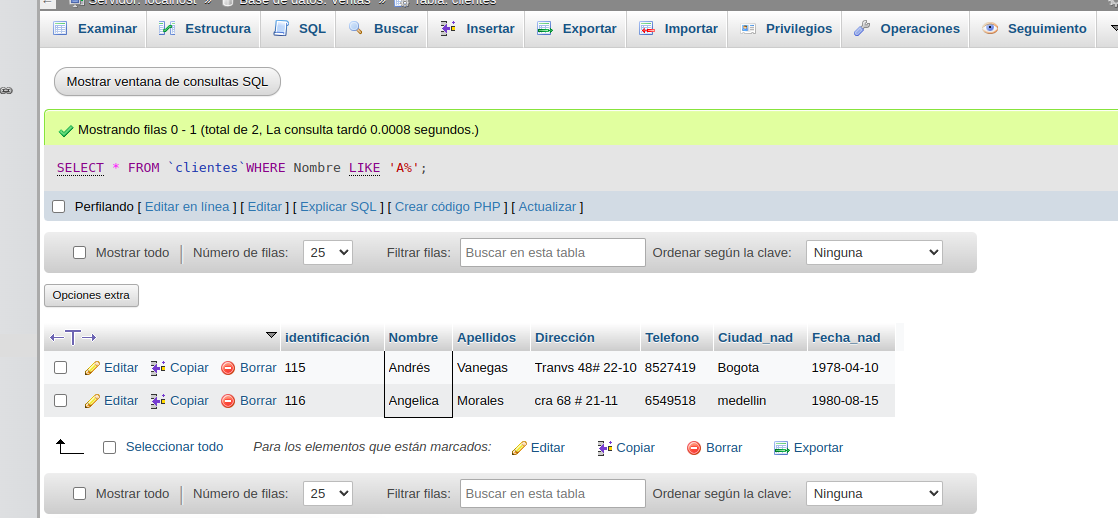 Servidor: localhost » Base de datos: Ventas » Tabla: clientes
Examinar Estructura SQL Buscar Insertar Exportar Importar Privilegios Operaciones Seguimiento
Mostrar ventana de consultas SQL
Mostrando filas 0 - 1 (total de 2, La consulta tardó 0.0008 segundos.)
SELECT * FROM `clientes`WHERE Nombre LIKE 'A%';
Perfilando [ Editar en línea ] [ Editar ] [ Explicar SQL ] [ Crear código PHP ] [ Actualizar ]
Mostrar todo | Número de filas: 25 Filtrar filas: Buscar en esta tabla Ordenar según la clave: Ninguna
Opciones extra
←T→ identificación Nombre Apellidos Dirección Telefono Ciudad_nad Fecha_nad
Editar Copiar Borrar 115 Andrés Vanegas Tranvs 48# 22-10 8527419 Bogota 1978-04-10
Editar Copiar Borrar 116 Angelica Morales cra 68 # 21-11 6549518 medellin 1980-08-15
Seleccionar todo Para los elementos que están marcados: Editar Copiar Borrar Exportar
Mostrar todo | Número de filas: 25 Filtrar filas: Buscar en esta tabla Ordenar según la clave: Ninguna